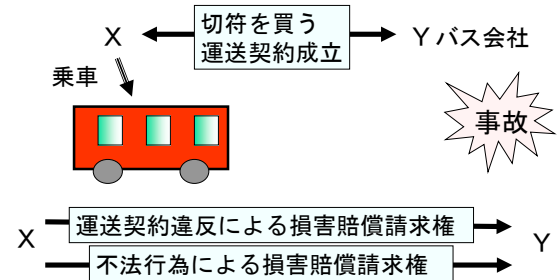 切符を買う
運送契約成立
X
Yバス会社
乗車
事故
運送契約違反による損害賠償請求権
X
Y
不法行為による損害賠償請求権